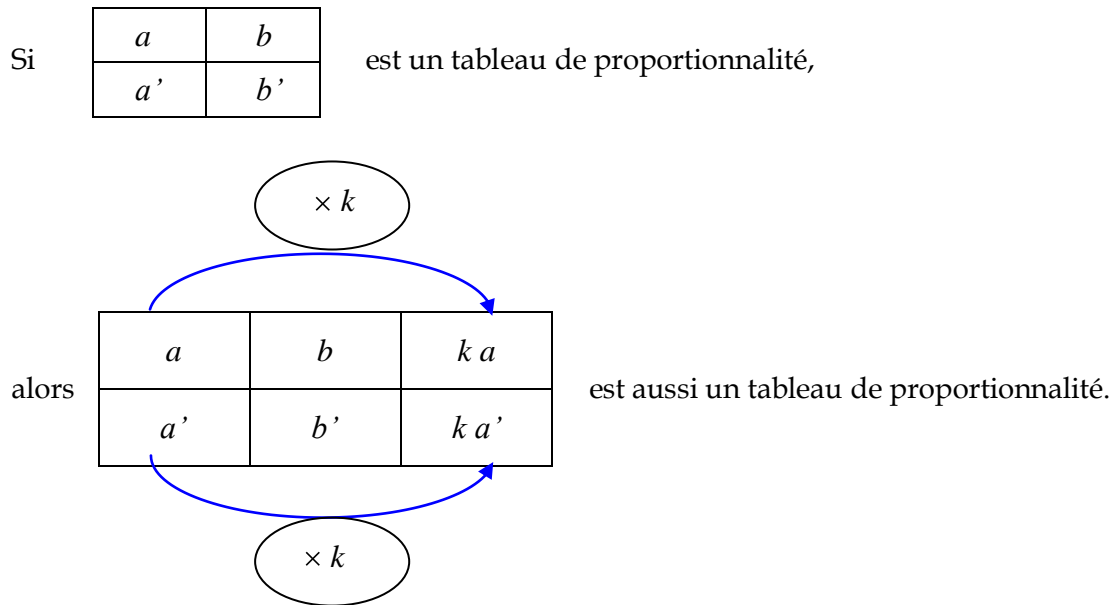 Si a b est un tableau de proportionnalité,
a’ b’
× k
a b k a
alors est aussi un tableau de proportionnalité.
a’ b’ k a’
× k